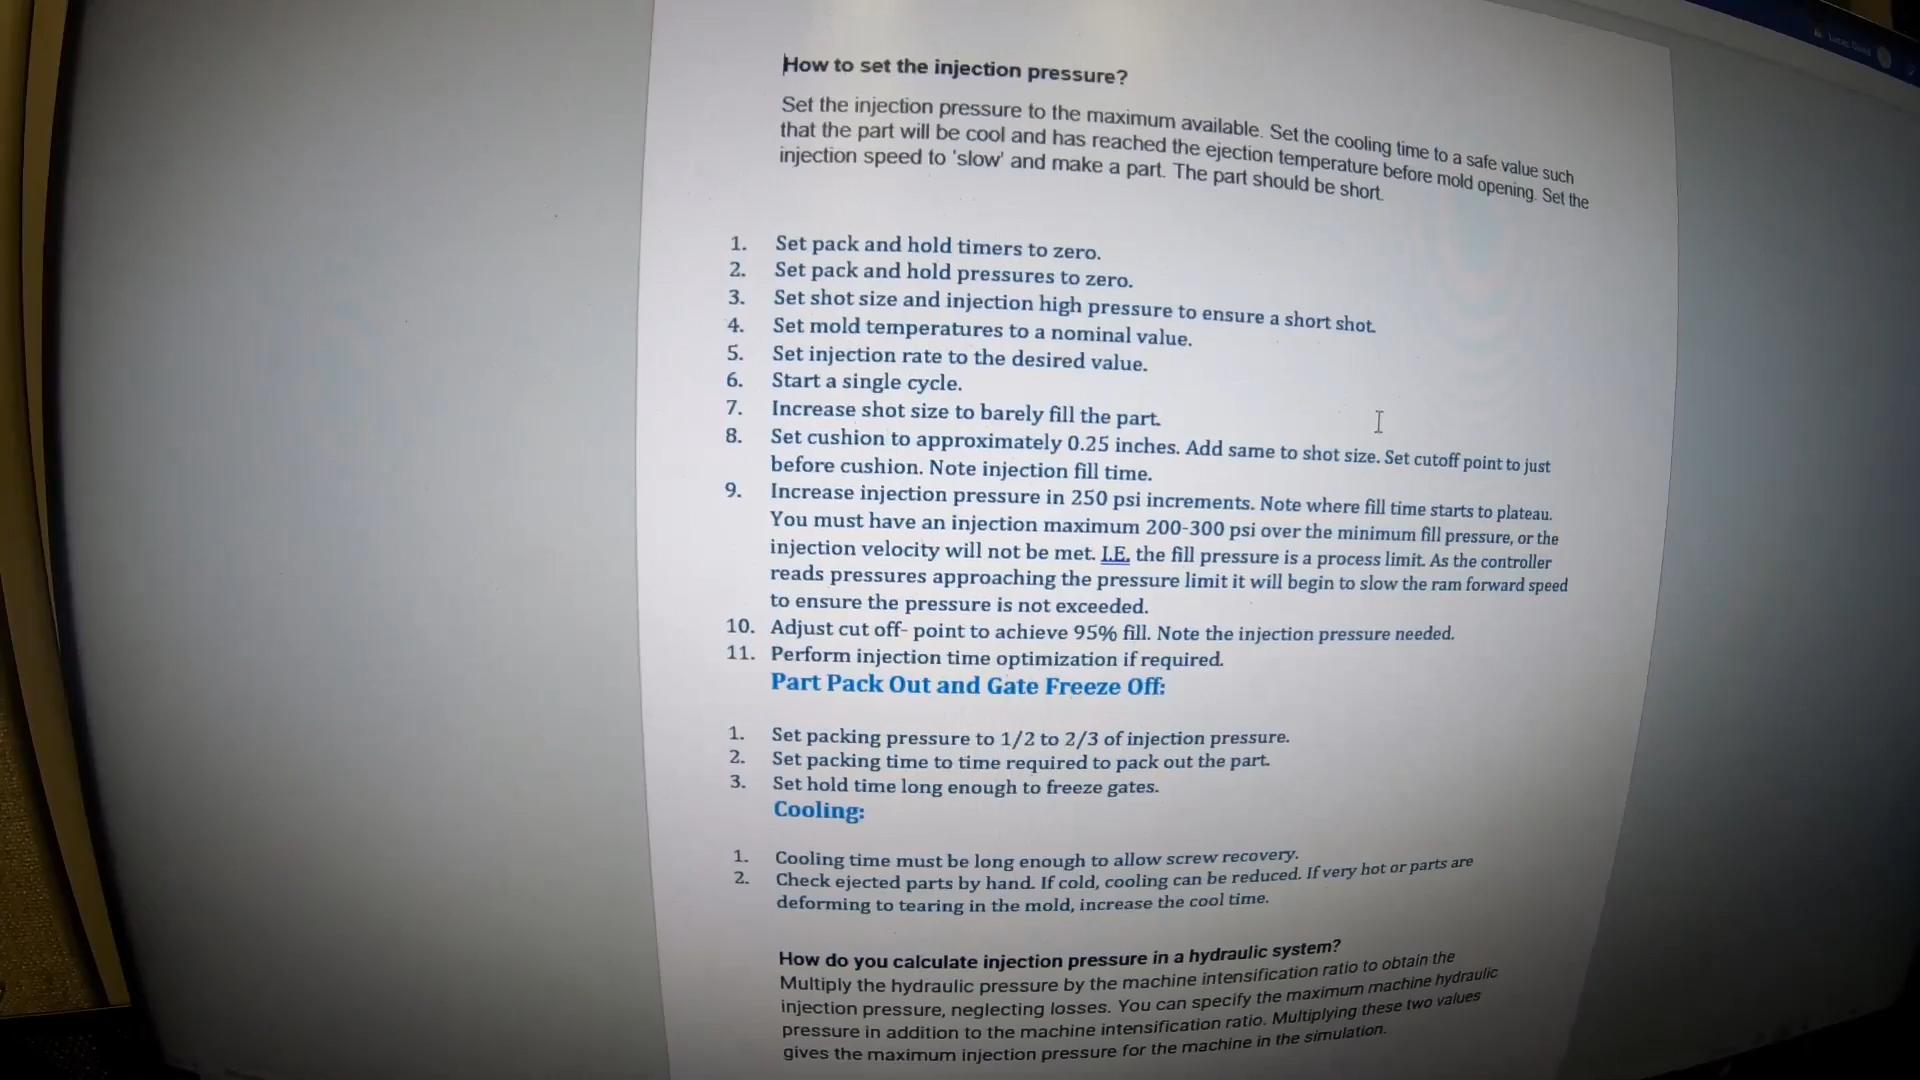 How to set the injection pressure?
Set the injection pressure to the maximum available. Set the cooling time to a safe value such
that the part will be cool and has reached the ejection temperature before mold opening. Set the
injection speed to 'slow' and make a part. The part should be short.
1. Set pack and hold timers to zero.
2. Set pack and hold pressures to zero.
3. Set shot size and injection high pressure to ensure a short shot.
4. Set mold temperatures to a nominal value.
5. Set injection rate to the desired value.
6. Start a single cycle.
7. Increase shot size to barely fill the part.
8. Set cushion to approximately 0.25 inches. Add same to shot size. Set cutoff point to just
before cushion. Note injection fill time.
9. Increase injection pressure in 250 psi increments. Note where fill time starts to plateau.
You must have an injection maximum 200-300 psi over the minimum fill pressure, or the
injection velocity will not be met. I.E. the fill pressure is a process limit. As the controller
reads pressures approaching the pressure limit it will begin to slow the ram forward speed
to ensure the pressure is not exceeded.
10. Adjust cut off- point to achieve 95% fill. Note the injection pressure needed.
11. Perform injection time optimization if required.
Part Pack Out and Gate Freeze Off:
1. Set packing pressure to 1/2 to 2/3 of injection pressure.
2. Set packing time to time required to pack out the part.
3. Set hold time long enough to freeze gates.
Cooling:
1. Cooling time must be long enough to allow screw recovery.
2. Check ejected parts by hand. If cold, cooling can be reduced. If very hot or parts are
deforming to tearing in the mold, increase the cool time.
How do you calculate injection pressure in a hydraulic system?
Multiply the hydraulic pressure by the machine intensification ratio to obtain the
injection pressure, neglecting losses. You can specify the maximum machine hydraulic
pressure in addition to the machine intensification ratio. Multiplying these two values
gives the maximum injection pressure for the machine in the simulation.